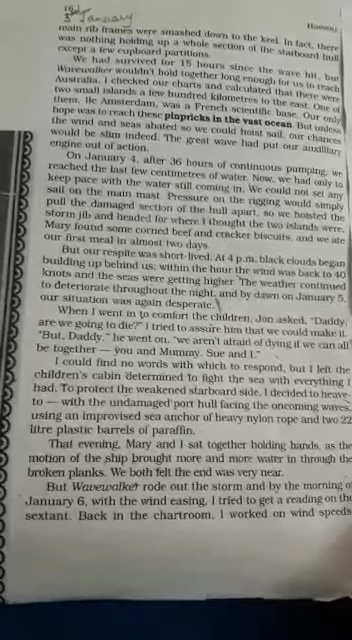 3 January
HORNBILL
main rib frames were smashed down to the keel. In fact, there
was nothing holding up a whole section of the starboard hull
except a few cupboard partitions.
We had survived for 15 hours since the wave hit, but
Wavewalker wouldn't hold together long enough for us to reach
Australia. I checked our charts and calculated that there were
two small islands a few hundred kilometres to the east. One of
them, Ile Amsterdam, was a French scientific base. Our only
hope was to reach these pinpricks in the vast ocean. But unless
the wind and seas abated so we could hoist sail, our chances
would be slim indeed. The great wave had put our auxilliary
engine out of action.
On January 4, after 36 hours of continuous pumping, we
reached the last few centimetres of water. Now, we had only to
keep pace with the water still coming in. We could not set any
sail on the main mast. Pressure on the rigging would simply
pull the damaged section of the hull apart, so we hoisted the
storm jib and headed for where I thought the two islands were.
Mary found some corned beef and cracker biscuits, and we ate
our first meal in almost two days.
But our respite was short-lived. At 4 p.m. black clouds began
building up behind us; within the hour the wind was back to 40
knots and the seas were getting higher. The weather continued
to deteriorate throughout the night, and by dawn on January 5,
our situation was again desperate.
When I went in to comfort the children, Jon asked, "Daddy,
are we going to die?" I tried to assure him that we could make it.
"But, Daddy," he went on, "we aren't afraid of dying if we can all
be together — you and Mummy, Sue and I."
I could find no words with which to respond, but I left the
children's cabin determined to fight the sea with everything I
had. To protect the weakened starboard side, I decided to heave-
to — with the undamaged port hull facing the oncoming waves,
using an improvised sea anchor of heavy nylon rope and two 22
litre plastic barrels of paraffin.
That evening, Mary and I sat together holding hands, as the
motion of the ship brought more and more water in through the
broken planks. We both felt the end was very near.
But Wavewalker rode out the storm and by the morning of
January 6, with the wind easing, I tried to get a reading on the
sextant. Back in the chartroom, I worked on wind speeds